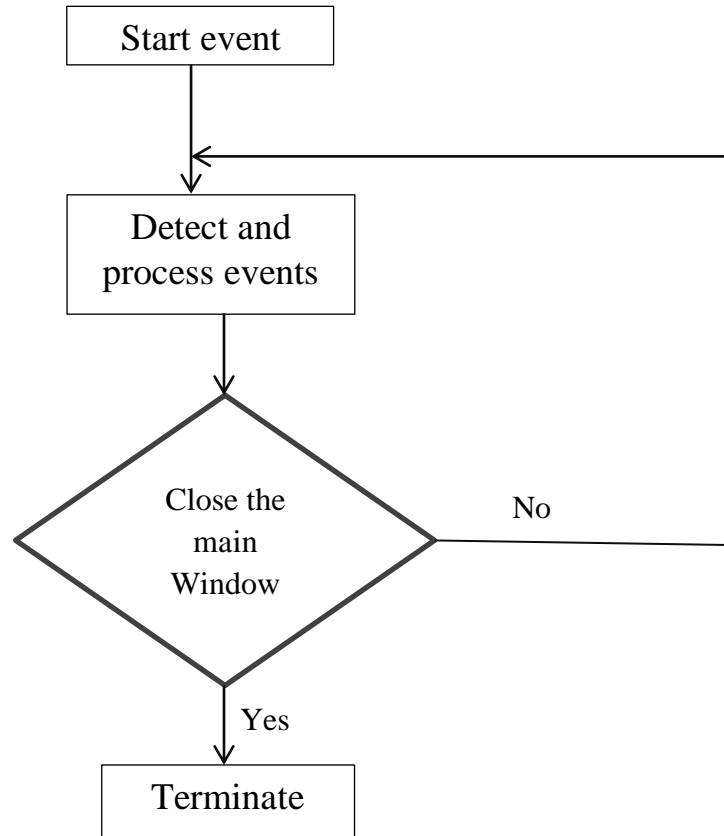 Start event
Detect and
process events
Close the
main
Window
No
Yes
Terminate